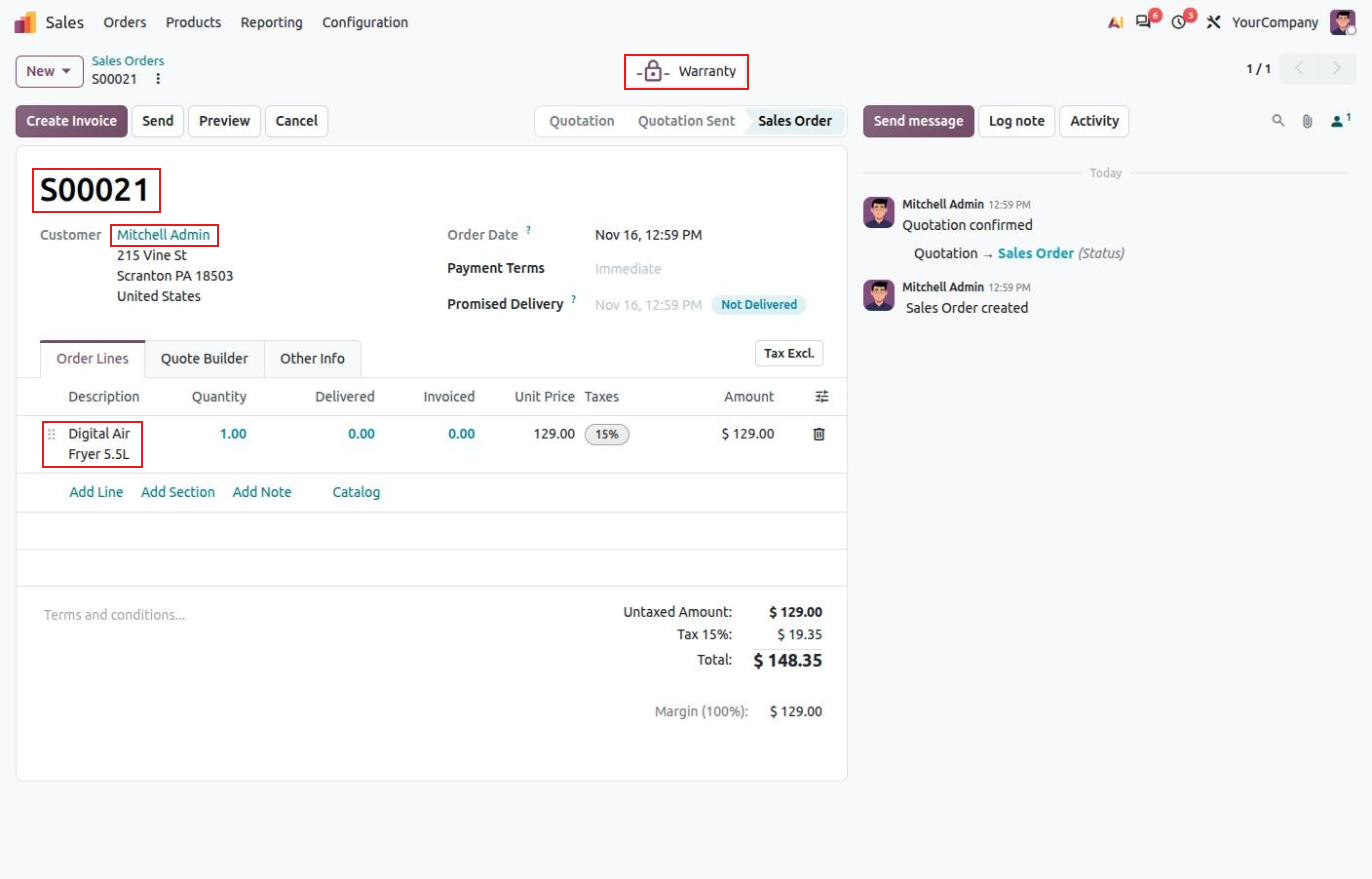 Sales Orders Products Reporting Configuration
AI 6 3 YourCompany
New
Sales Orders
S00021
Warranty
1 / 1
Create Invoice Send Preview Cancel
Quotation Quotation Sent Sales Order
Send message Log note Activity
1
S00021
Customer Mitchell Admin
215 Vine St
Scranton PA 18503
United States
Order Date ? Nov 16, 12:59 PM
Payment Terms Immediate
Promised Delivery ? Nov 16, 12:59 PM Not Delivered
Order Lines Quote Builder Other Info
Tax Excl.
Description Quantity Delivered Invoiced Unit Price Taxes Amount
Digital Air
Fryer 5.5L
1.00 0.00 0.00 129.00 15% $ 129.00
Add Line Add Section Add Note Catalog
Terms and conditions...
Untaxed Amount: $ 129.00
Tax 15%: $ 19.35
Total: $ 148.35
Margin (100%): $ 129.00
Today
Mitchell Admin 12:59 PM
Quotation confirmed
Quotation → Sales Order (Status)
Mitchell Admin 12:59 PM
Sales Order created